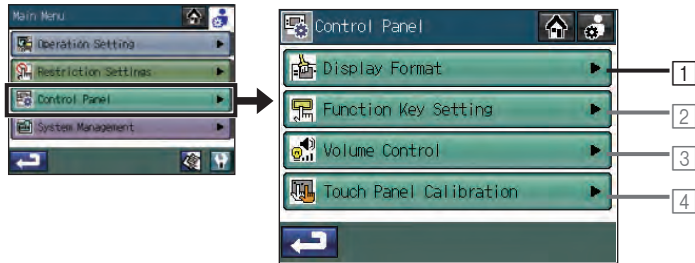 Main Menu
Operation Setting
Restriction Settings
Control Panel
System Management
Control Panel
Display Format
Function Key Setting
Volume Control
Touch Panel Calibration
1
2
3
4